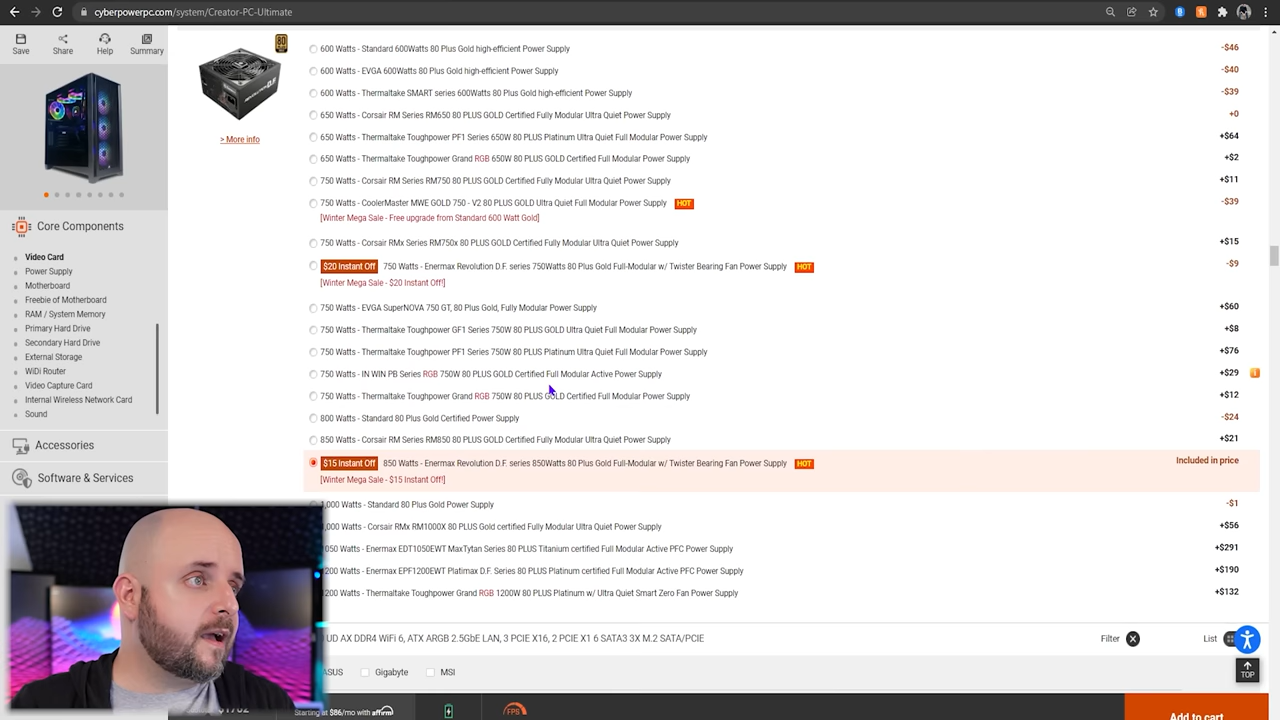 cyberpowerpc.com/system/Creator-PC-Ultimate
Save
Share
Help
Summary
> More info
Core Components
Video Card
Power Supply
Motherboard
Freebie of Motherboard
RAM / System Memory
Primary Hard Drive
Secondary Hard Drive
External Storage
WiDi Router
Video Capture Card
Internal Wireless Network Card
Sound
Accessories
Software & Services
600 Watts - Standard 600Watts 80 Plus Gold high-efficient Power Supply -$46
600 Watts - EVGA 600Watts 80 Plus Gold high-efficient Power Supply -$40
600 Watts - Thermaltake SMART series 600Watts 80 Plus Gold high-efficient Power Supply -$39
650 Watts - Corsair RM Series RM650 80 PLUS GOLD Certified Fully Modular Ultra Quiet Power Supply +0
650 Watts - Thermaltake Toughpower PF1 Series 650W 80 PLUS Platinum Ultra Quiet Full Modular Power Supply +$64
650 Watts - Thermaltake Toughpower Grand RGB 650W 80 PLUS GOLD Certified Full Modular Power Supply +$2
750 Watts - Corsair RM Series RM750 80 PLUS GOLD Certified Fully Modular Ultra Quiet Power Supply +$11
750 Watts - CoolerMaster MWE GOLD 750 - V2 80 PLUS GOLD Ultra Quiet Full Modular Power Supply HOT -$39
[Winter Mega Sale - Free upgrade from Standard 600 Watt Gold]
750 Watts - Corsair RMx Series RM750x 80 PLUS GOLD Certified Fully Modular Ultra Quiet Power Supply +$15
$20 Instant Off 750 Watts - Enermax Revolution D.F. series 750Watts 80 Plus Gold Full-Modular w/ Twister Bearing Fan Power Supply HOT -$9
[Winter Mega Sale - $20 Instant Off!]
750 Watts - EVGA SuperNOVA 750 GT, 80 Plus Gold, Fully Modular Power Supply +$60
750 Watts - Thermaltake Toughpower GF1 Series 750W 80 PLUS GOLD Ultra Quiet Full Modular Power Supply +$8
750 Watts - Thermaltake Toughpower PF1 Series 750W 80 PLUS Platinum Ultra Quiet Full Modular Power Supply +$76
750 Watts - IN WIN PB Series RGB 750W 80 PLUS GOLD Certified Full Modular Active Power Supply +$29
750 Watts - Thermaltake Toughpower Grand RGB 750W 80 PLUS GOLD Certified Full Modular Power Supply +$12
800 Watts - Standard 80 Plus Gold Certified Power Supply -$24
850 Watts - Corsair RM Series RM850 80 PLUS GOLD Certified Fully Modular Ultra Quiet Power Supply +$21
$15 Instant Off 850 Watts - Enermax Revolution D.F. series 850Watts 80 Plus Gold Full-Modular w/ Twister Bearing Fan Power Supply HOT Included in price
[Winter Mega Sale - $15 Instant Off!]
1,000 Watts - Standard 80 Plus Gold Power Supply -$1
,000 Watts - Corsair RMx RM1000X 80 PLUS Gold certified Fully Modular Ultra Quiet Power Supply +$56
050 Watts - Enermax EDT1050EWT MaxTytan Series 80 PLUS Titanium certified Full Modular Active PFC Power Supply +$291
200 Watts - Enermax EPF1200EWT Platimax D.F. Series 80 PLUS Platinum certified Full Modular Active PFC Power Supply +$190
200 Watts - Thermaltake Toughpower Grand RGB 1200W 80 PLUS Platinum w/ Ultra Quiet Smart Zero Fan Power Supply +$132
UD AX DDR4 WiFi 6, ATX ARGB 2.5GbE LAN, 3 PCIE X16, 2 PCIE X1 6 SATA3 3X M.2 SATA/PCIE Filter List
ASUS Gigabyte MSI
TOP
Starting at $86/mo with affirm FPS Add to cart